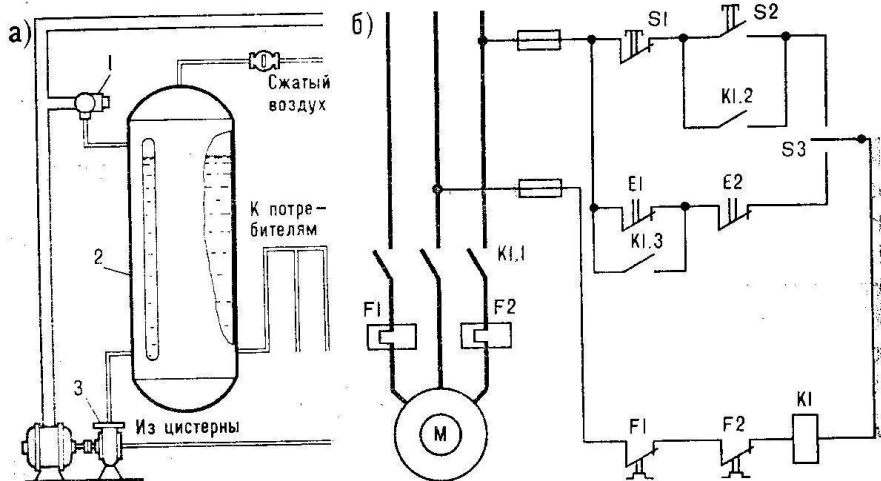 а)
1
Сжатый
воздух
К потре-
бителям
2
3
Из цистерны
б)
S1
S2
K1.2
S3
E1
E2
K1.3
K1.1
F1
F2
M
F1
F2
K1